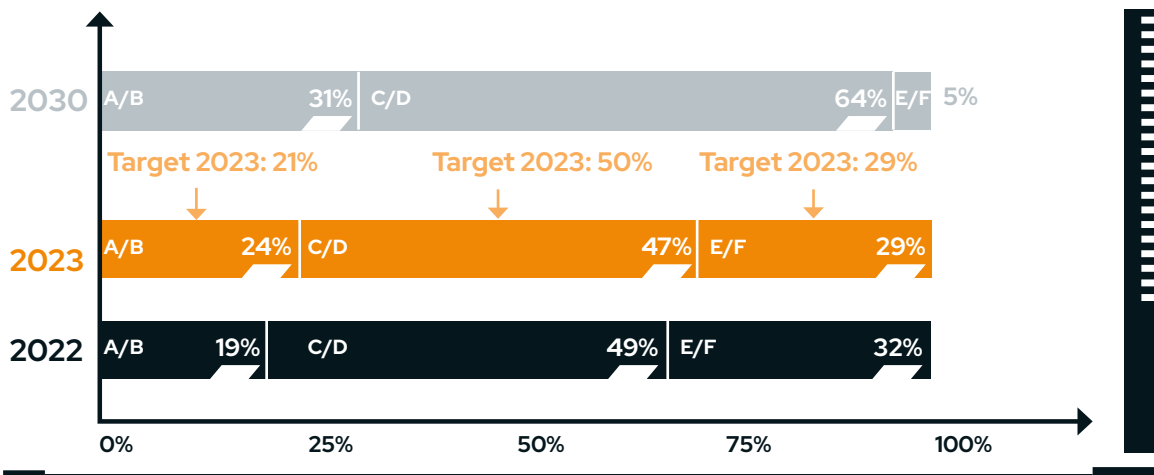 2030 A/B 31% C/D 64% E/F 5%
Target 2023: 21% Target 2023: 50% Target 2023: 29%
2023 A/B 24% C/D 47% E/F 29%
2022 A/B 19% C/D 49% E/F 32%
0% 25% 50% 75% 100%